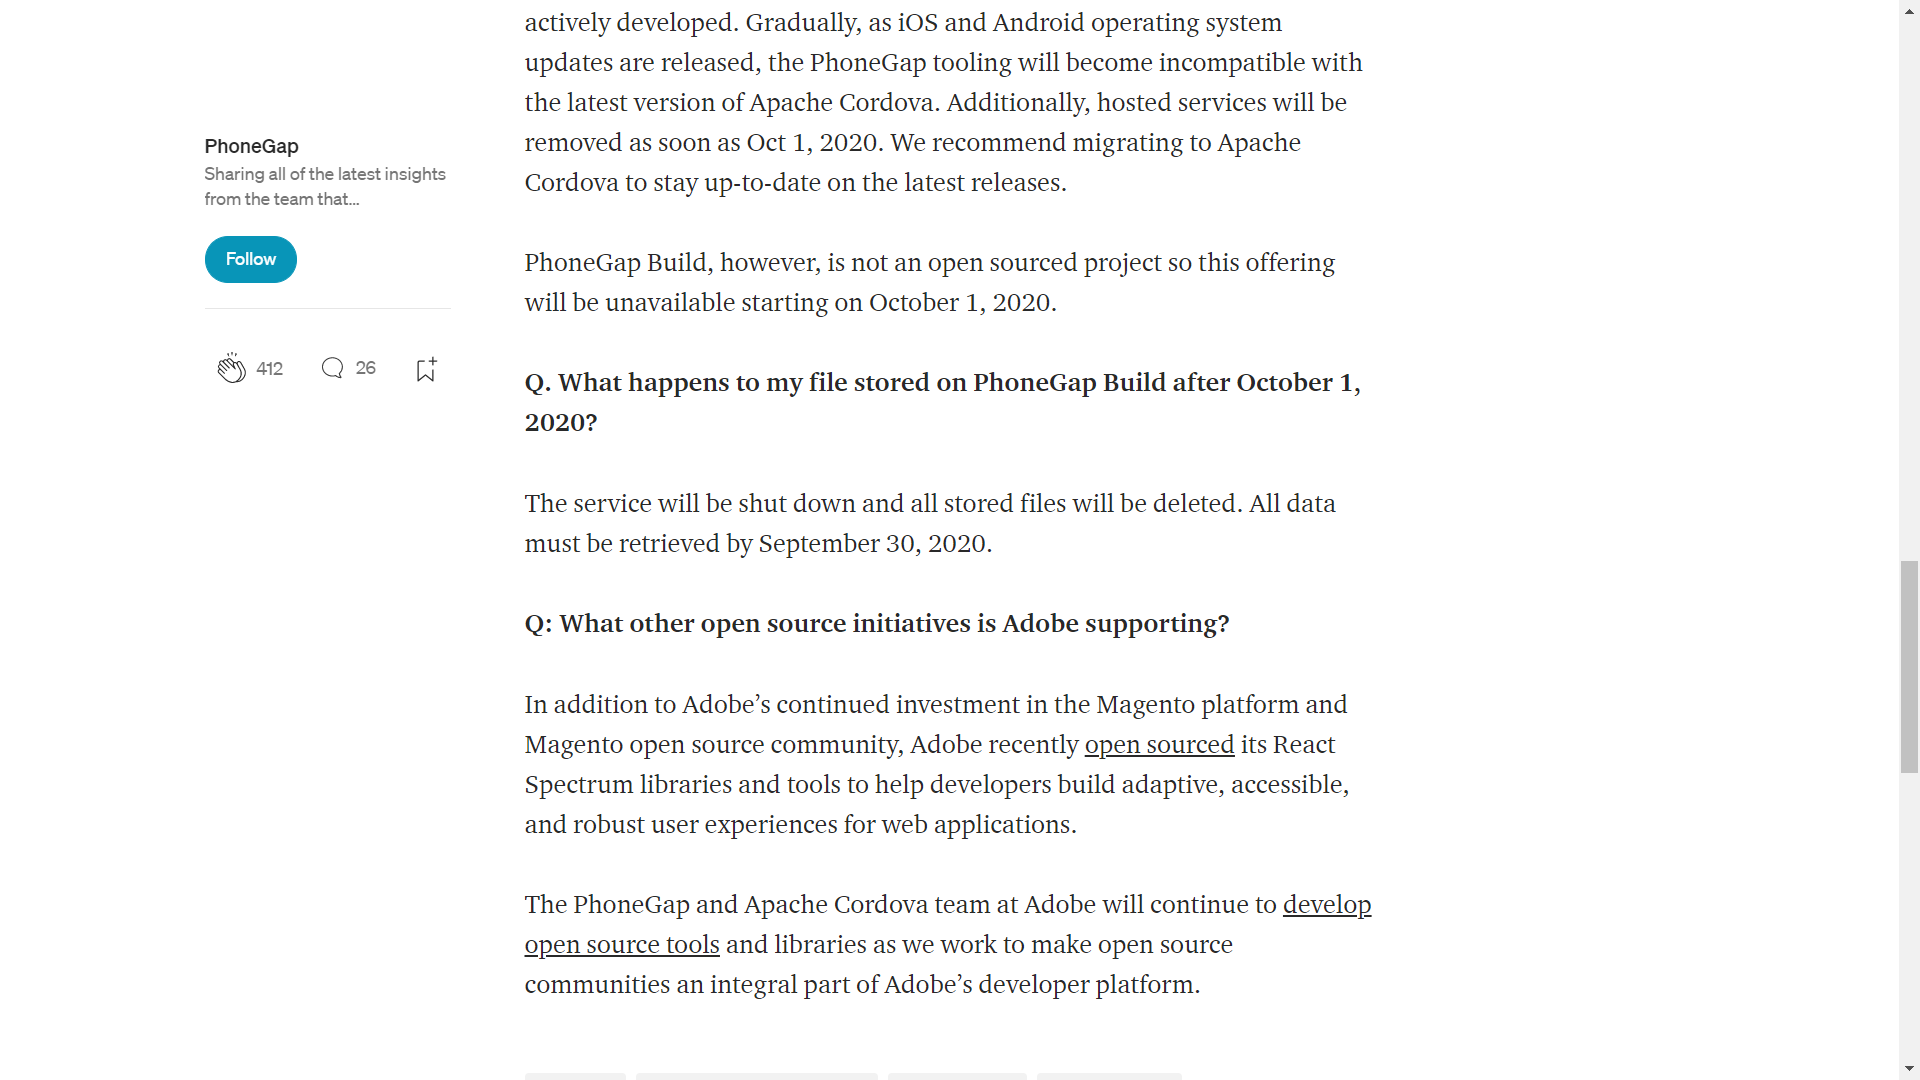 actively developed. Gradually, as iOS and Android operating system
updates are released, the PhoneGap tooling will become incompatible with
the latest version of Apache Cordova. Additionally, hosted services will be
removed as soon as Oct 1, 2020. We recommend migrating to Apache
Cordova to stay up-to-date on the latest releases.
PhoneGap
Sharing all of the latest insights
from the team that...
Follow
412
26
PhoneGap Build, however, is not an open sourced project so this offering
will be unavailable starting on October 1, 2020.
Q. What happens to my file stored on PhoneGap Build after October 1,
2020?
The service will be shut down and all stored files will be deleted. All data
must be retrieved by September 30, 2020.
Q: What other open source initiatives is Adobe supporting?
In addition to Adobe’s continued investment in the Magento platform and
Magento open source community, Adobe recently open sourced its React
Spectrum libraries and tools to help developers build adaptive, accessible,
and robust user experiences for web applications.
The PhoneGap and Apache Cordova team at Adobe will continue to develop
open source tools and libraries as we work to make open source
communities an integral part of Adobe’s developer platform.